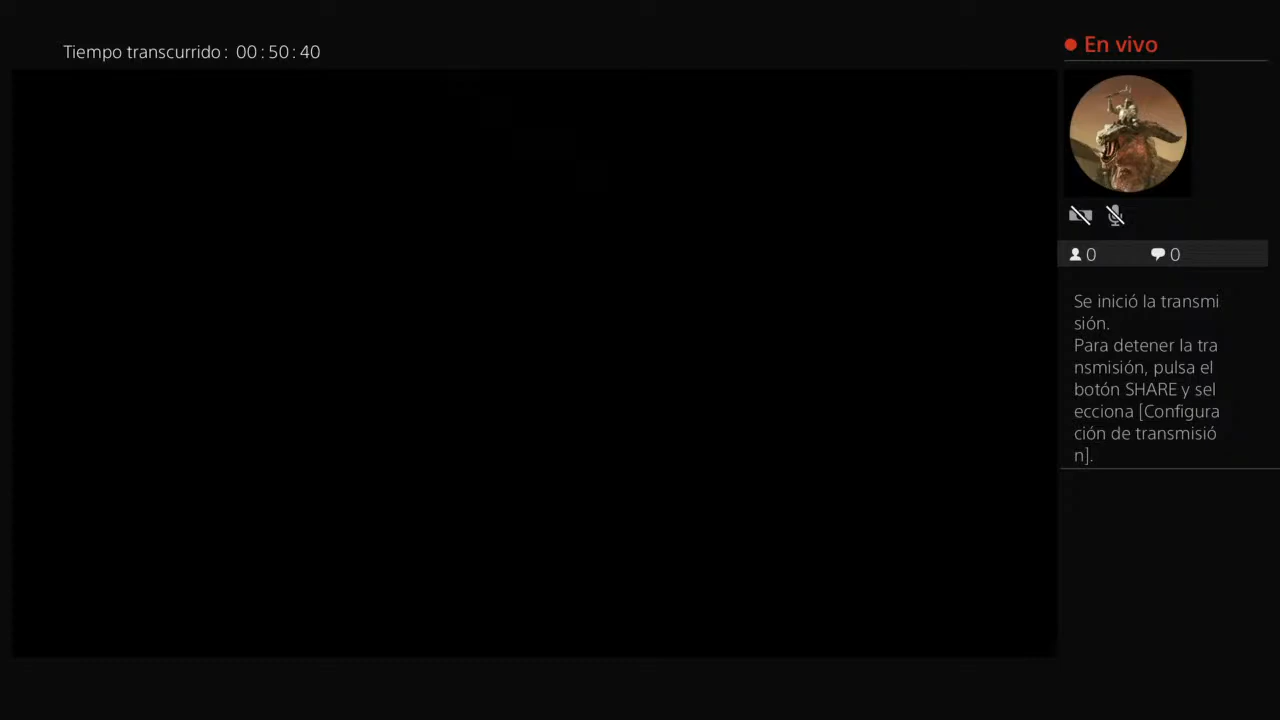 Tiempo transcurrido: 00:50:40
En vivo
0 0
Se inició la transmi
sión.
Para detener la tra
nsmisión, pulsa el
botón SHARE y sel
ecciona [Configura
ción de transmisió
n].